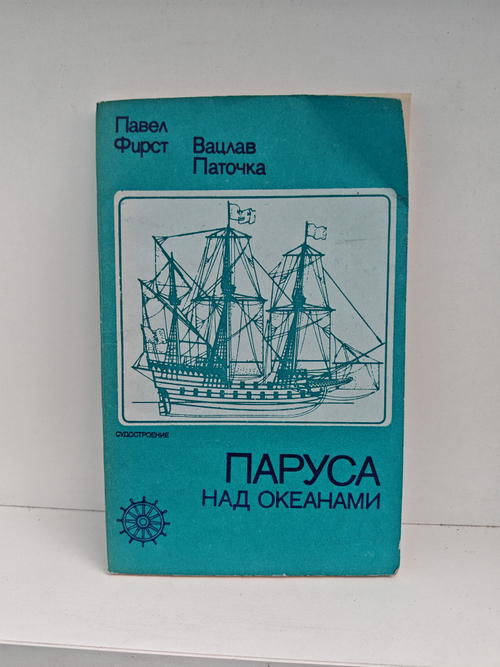 Павел
Фирст
Вацлав
Паточка
СУДОСТРОЕНИЕ
ПАРУСА
НАД ОКЕАНАМИ